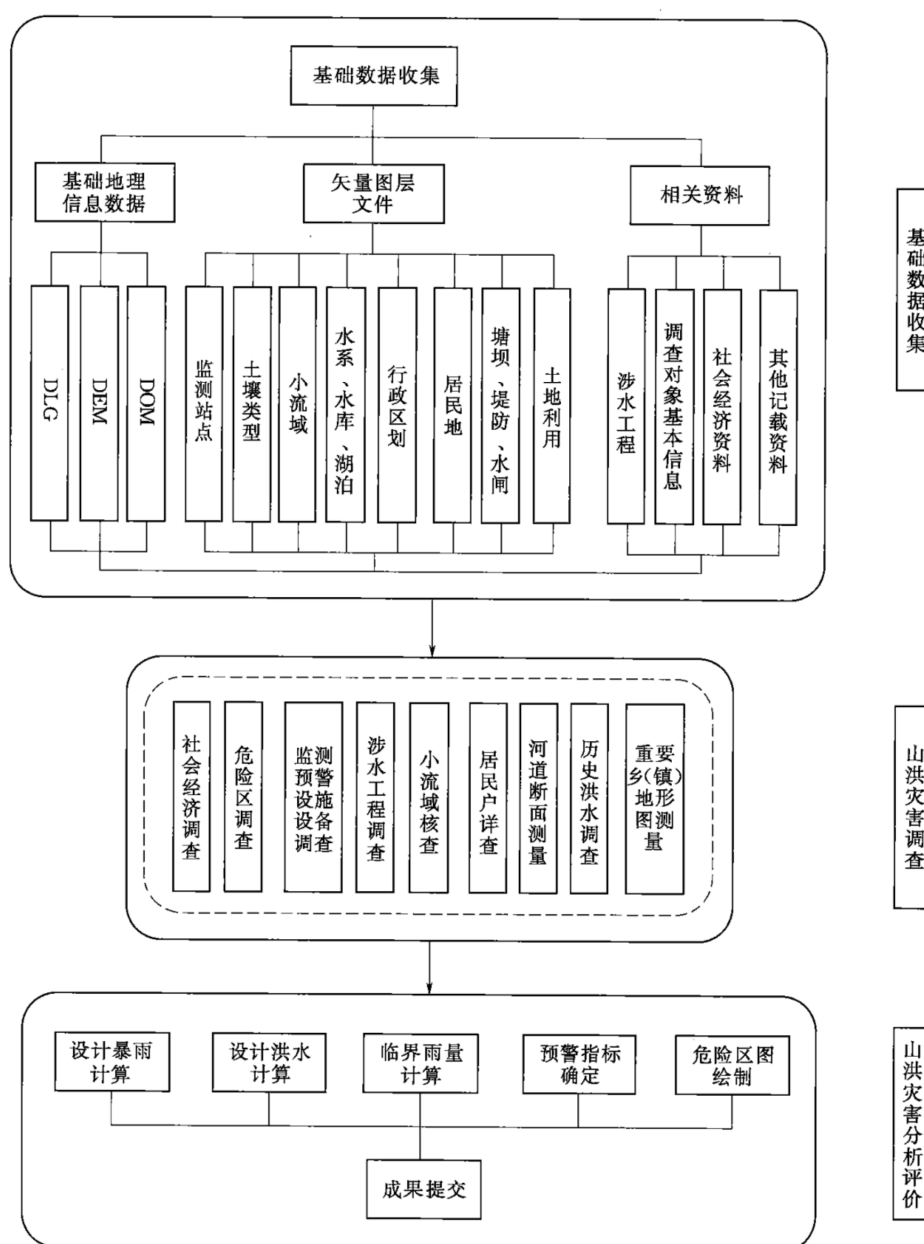 基础数据收集
基础地理
信息数据
矢量图层
文件
相关资料
DLG
DEM
DOM
监测站点
土壤类型
小流域
水系、水库、湖泊
行政区划
居民地
塘坝、堤防、水闸
土地利用
涉水工程
调查对象基本信息
社会经济资料
其他记载资料
基础数据收集
社会经济调查
危险区调查
监测
预警
设施
设备
调查
涉水工程调查
小流域核查
居民户详查
河道断面测量
历史洪水调查
重要
乡(镇)
地形
图测
量
山洪灾害调查
设计暴雨
计算
设计洪水
计算
临界雨量
计算
预警指标
确定
危险区图
绘制
成果提交
山洪灾害分析评价